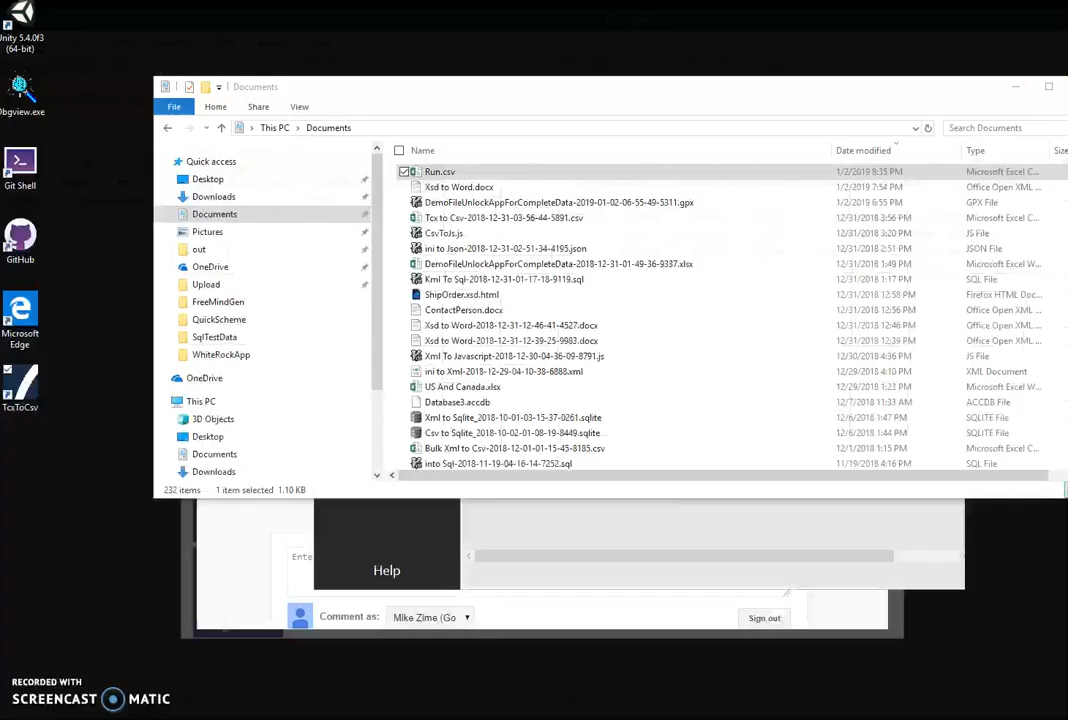 Unity 5.4.0f3
(64-bit)
Dbgview.exe
Git Shell
GitHub
Microsoft
Edge
TcxToCsv
Documents
File Home Share View
This PC Documents
Search Documents
Name Date modified Type Size
Quick access
Desktop
Downloads
Documents
Pictures
out
OneDrive
Upload
FreeMindGen
QuickScheme
SqlTestData
WhiteRockApp
OneDrive
This PC
3D Objects
Desktop
Documents
Downloads
Run.csv 1/2/2019 8:35 PM Microsoft Excel C...
Xsd to Word.docx 1/2/2019 7:54 PM Office Open XML ...
DemoFileUnlockAppForCompleteData-2019-01-02-06-55-49-5311.gpx 1/2/2019 6:55 PM GPX File
Tcx to Csv-2018-12-31-03-56-44-5891.csv 12/31/2018 3:56 PM Microsoft Excel C...
CsvToJs.js 12/31/2018 3:20 PM JS File
ini to Json-2018-12-31-02-51-34-4195.json 12/31/2018 2:51 PM JSON File
DemoFileUnlockAppForCompleteData-2018-12-31-01-49-36-9337.xlsx 12/31/2018 1:49 PM Microsoft Excel W...
Kml To Sql-2018-12-31-01-17-18-9119.sql 12/31/2018 1:17 PM SQL File
ShipOrder.xsd.html 12/31/2018 12:58 PM Firefox HTML Doc...
ContactPerson.docx 12/31/2018 12:56 PM Office Open XML ...
Xsd to Word-2018-12-31-12-46-41-4527.docx 12/31/2018 12:46 PM Office Open XML ...
Xsd to Word-2018-12-31-12-39-25-9983.docx 12/31/2018 12:39 PM Office Open XML ...
Xml To Javascript-2018-12-30-04-36-09-8791.js 12/30/2018 4:36 PM JS File
ini to Xml-2018-12-29-04-10-38-6888.xml 12/29/2018 4:10 PM XML Document
US And Canada.xlsx 12/29/2018 1:23 PM Microsoft Excel W...
Database3.accdb 12/7/2018 11:33 AM ACCDB File
Xml to Sqlite_2018-10-01-03-15-37-0261.sqlite 12/6/2018 1:47 PM SQLITE File
Csv to Sqlite_2018-10-02-01-08-19-8449.sqlite 12/6/2018 1:44 PM SQLITE File
Bulk Xml to Csv-2018-12-01-01-15-45-8185.csv 12/1/2018 1:15 PM Microsoft Excel C...
into Sql-2018-11-19-04-16-14-7252.sql 11/19/2018 4:16 PM SQL File
232 items 1 item selected 1.10 KB
Help
Ente
Comment as: Mike Zime (Go
Sign out
RECORDED WITH
SCREENCAST MATIC